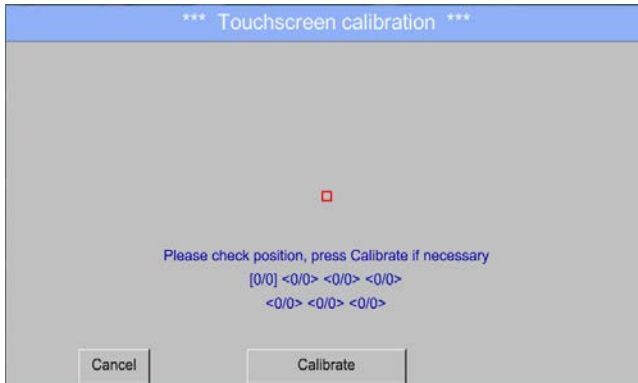 *** Touchscreen calibration ***
Please check position, press Calibrate if necessary
[0/0] <0/0> <0/0> <0/0>
<0/0> <0/0> <0/0>
Cancel
Calibrate